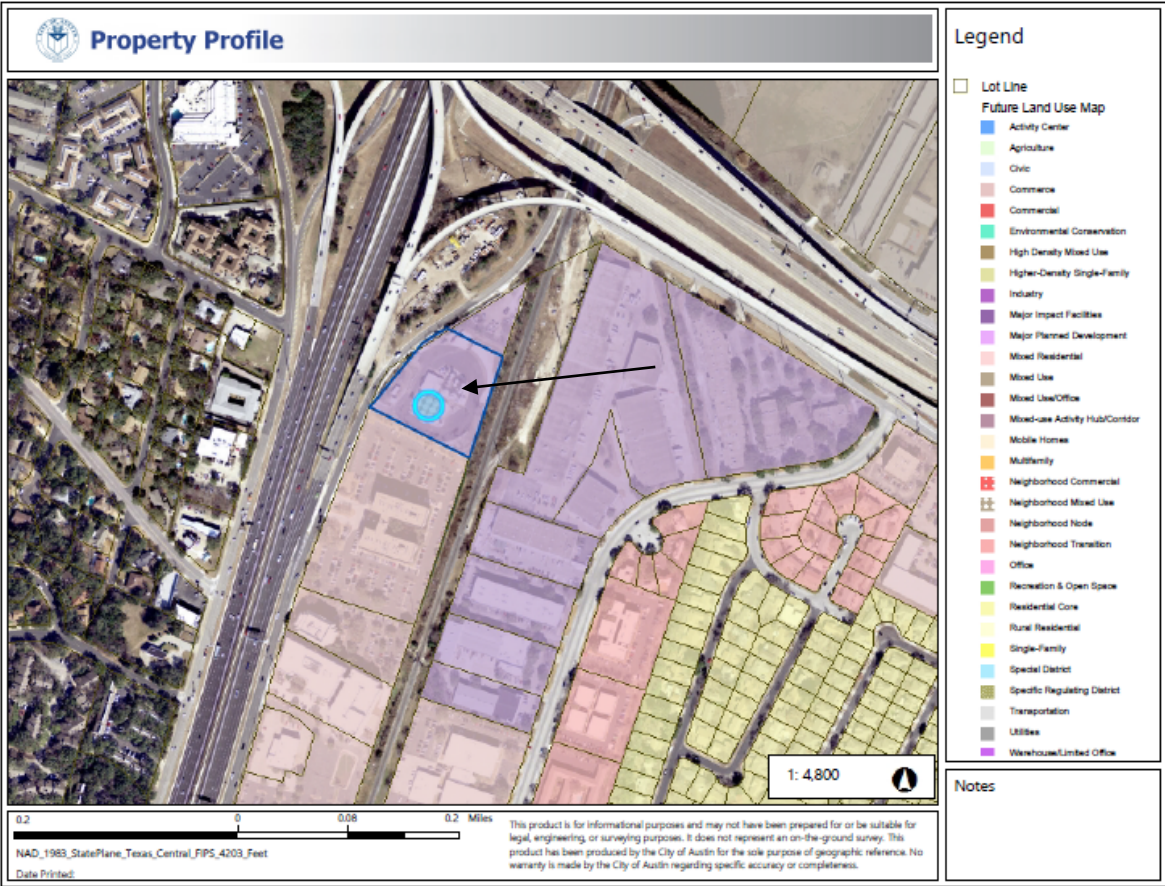 Property Profile
Legend
Lot Line
Future Land Use Map
Activity Center
Agriculture
Civic
Commerce
Commercial
Environmental Conservation
High Density Mixed Use
Higher-Density Single-Family
Industry
Major Impact Facilities
Major Planned Development
Mixed Residential
Mixed Use
Mixed Use/Office
Mixed-use Activity Hub/Corridor
Mobile Homes
Multifamily
Neighborhood Commercial
Neighborhood Mixed Use
Neighborhood Node
Neighborhood Transition
Office
Recreation & Open Space
Residential Core
Rural Residential
Single-Family
Special District
Specific Regulating District
Transportation
Utilities
Warehouse/Limited Office
1: 4,800
Notes
0.2 0 0.08 0.2 Miles
NAD_1983_StatePlane_Texas_Central_FIPS_4203_Feet
Date Printed:
This product is for informational purposes and may not have been prepared for or be suitable for
legal, engineering, or surveying purposes. It does not represent an on-the-ground survey. This
product has been produced by the City of Austin for the sole purpose of geographic reference. No
warranty is made by the City of Austin regarding specific accuracy or completeness.